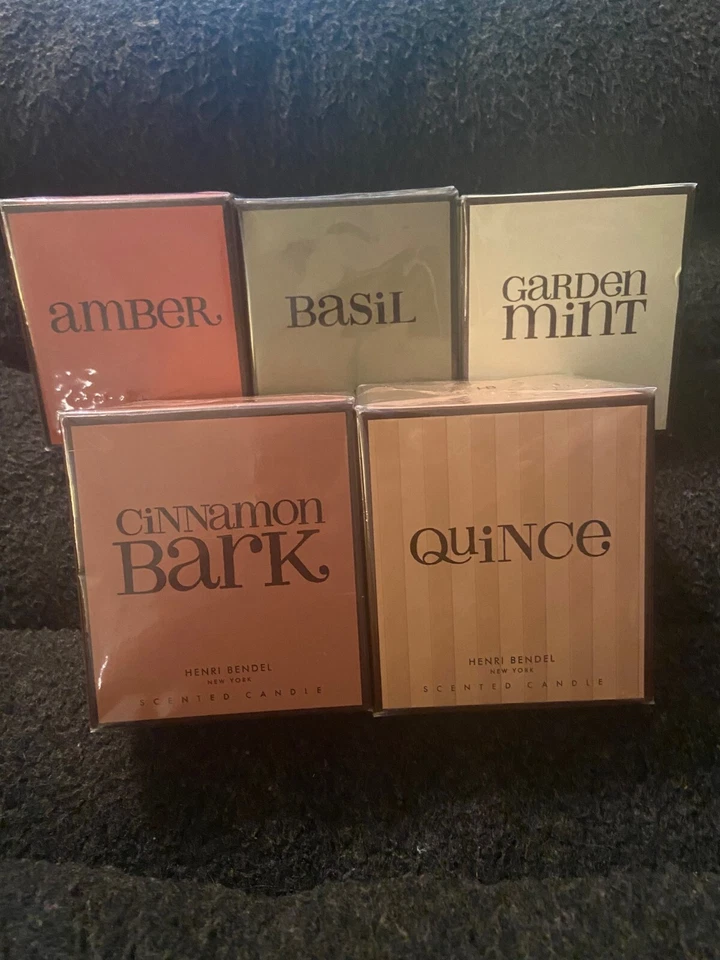 amBeR
BaSiL
GaRDen
minT
CiNNamon
BarK
HENRI BENDEL
NEW YORK
SCENTED CANDLE
QuiNCe
HENRI BENDEL
NEW YORK
SCENTED CANDLE